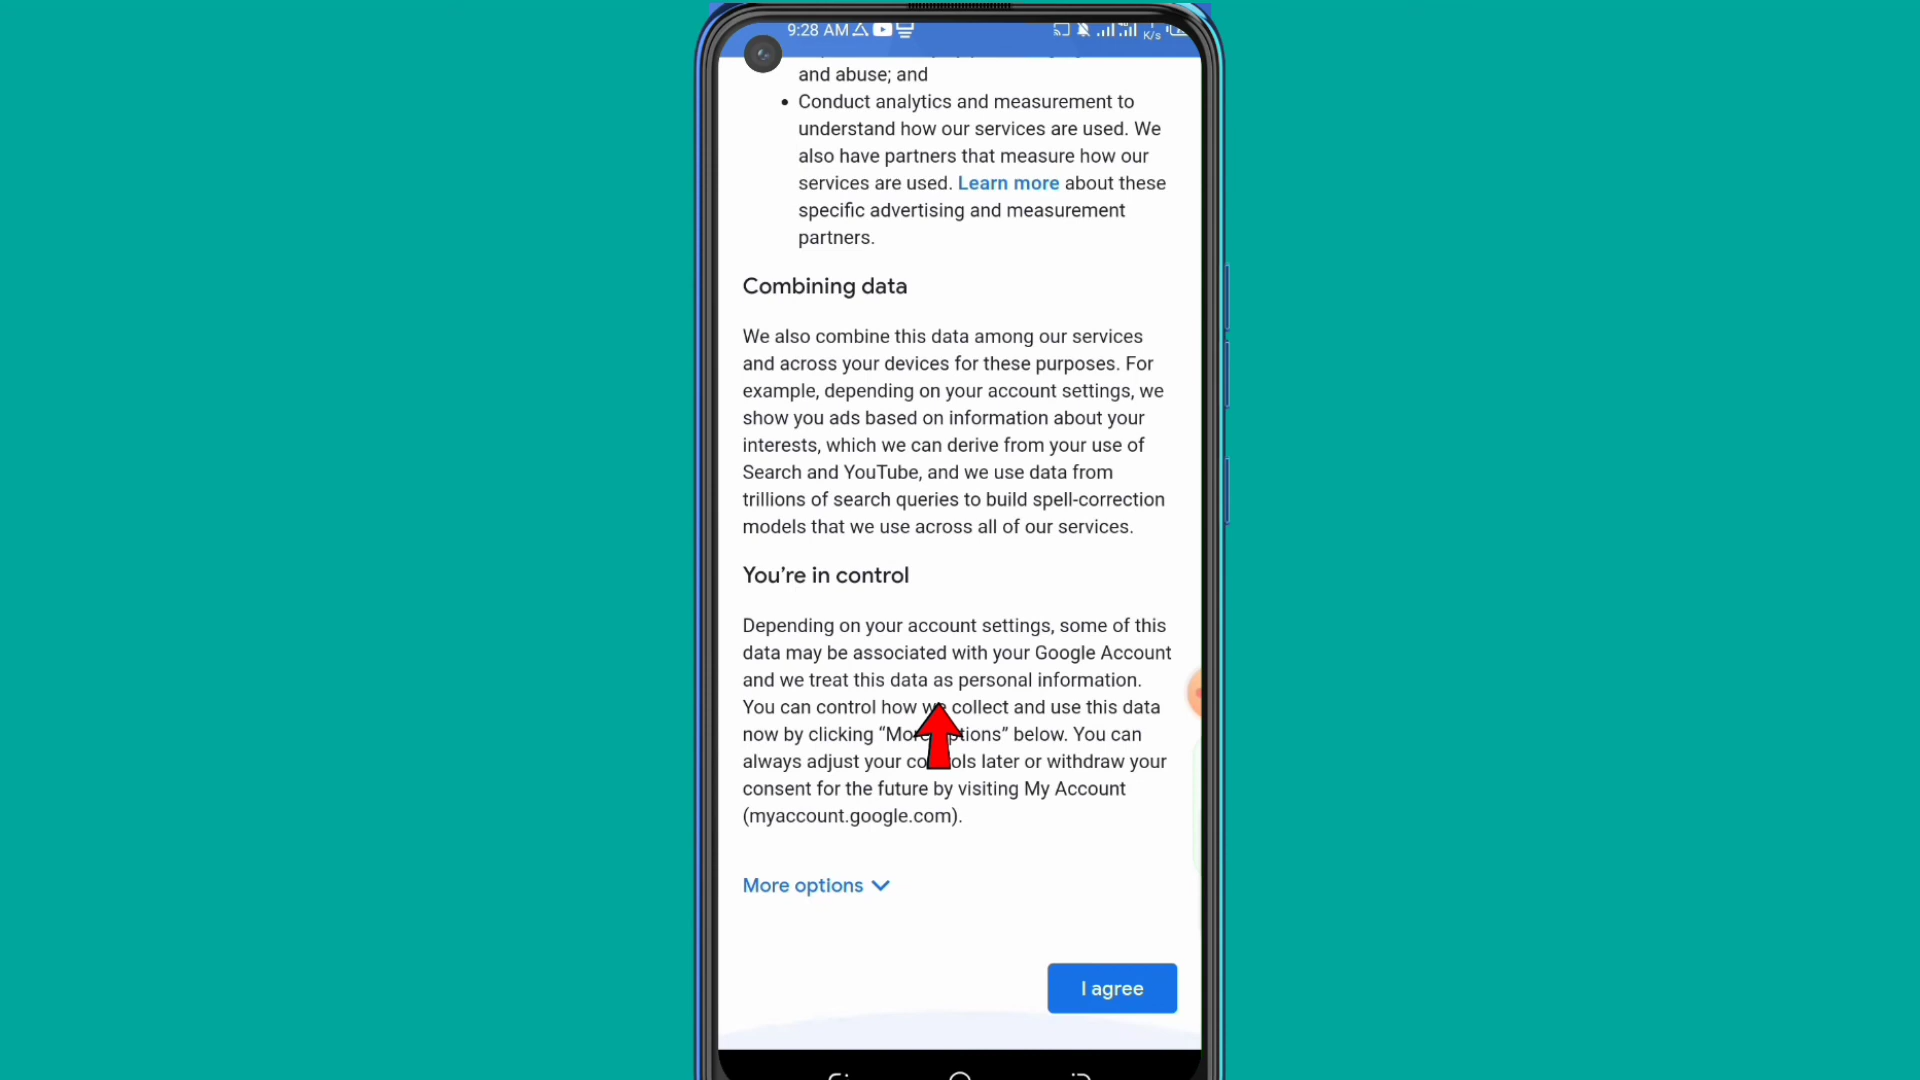 9:28 AM
K/s
and abuse; and
• Conduct analytics and measurement to
understand how our services are used. We
also have partners that measure how our
services are used. Learn more about these
specific advertising and measurement
partners.
Combining data
We also combine this data among our services
and across your devices for these purposes. For
example, depending on your account settings, we
show you ads based on information about your
interests, which we can derive from your use of
Search and YouTube, and we use data from
trillions of search queries to build spell-correction
models that we use across all of our services.
You’re in control
Depending on your account settings, some of this
data may be associated with your Google Account
and we treat this data as personal information.
You can control how we collect and use this data
now by clicking “More options” below. You can
always adjust your controls later or withdraw your
consent for the future by visiting My Account
(myaccount.google.com).
More options
I agree